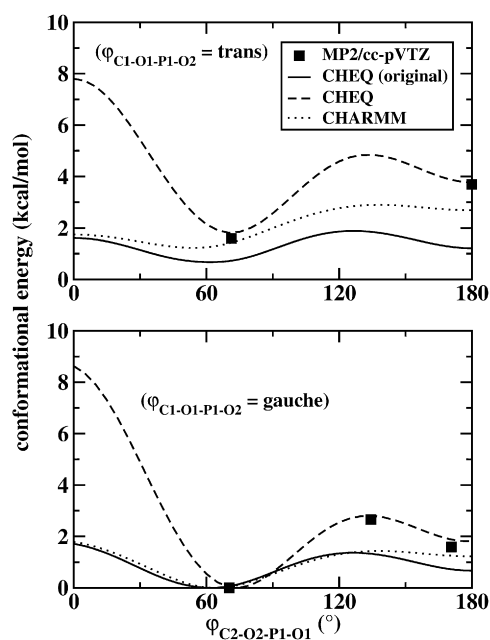 10
8
6
4
2
0
(φC1-O1-P1-O2 = trans)
MP2/cc-pVTZ
CHEQ (original)
CHEQ
CHARMM
0 60 120 180
conformational energy (kcal/mol)
10
8
6
4
2
0
(φC1-O1-P1-O2 = gauche)
0 60 120 180
φC2-O2-P1-O1 (°)